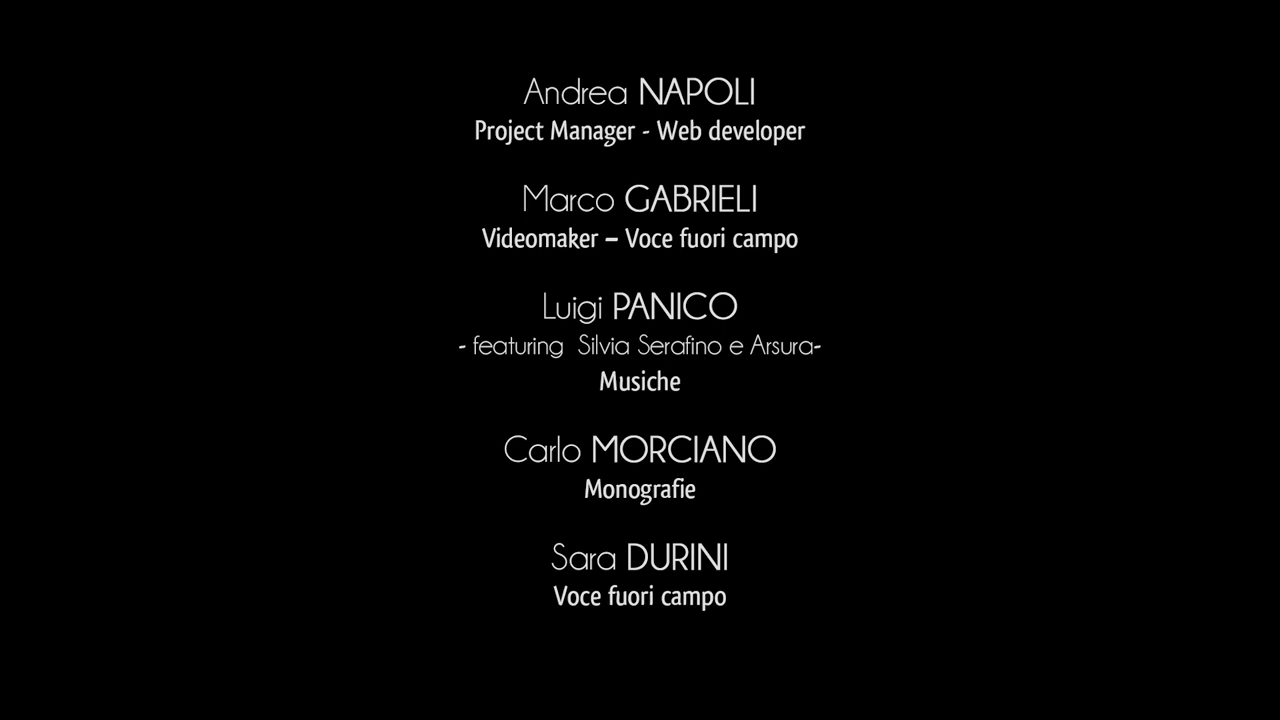 Andrea NAPOLI
Project Manager - Web developer
Marco GABRIELI
Videomaker – Voce fuori campo
Luigi PANICO
- featuring  Silvia Serafino e Arsura-
Musiche
Carlo MORCIANO
Monografie
Sara DURINI
Voce fuori campo